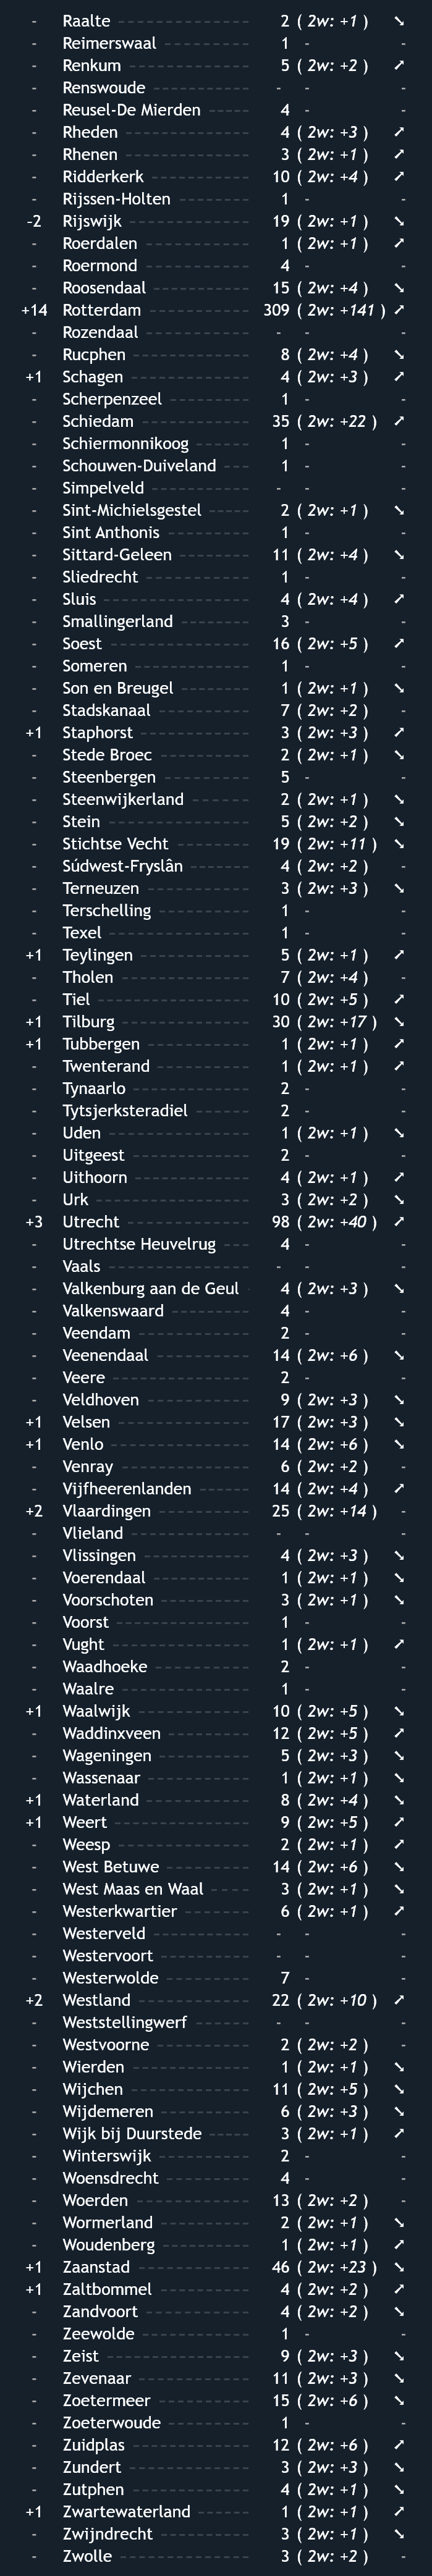 - Raalte 2 ( 2w: +1 ) ➘
- Reimerswaal 1 - -
- Renkum 5 ( 2w: +2 ) ➚
- Renswoude - - -
- Reusel-De Mierden 4 - -
- Rheden 4 ( 2w: +3 ) ➚
- Rhenen 3 ( 2w: +1 ) ➚
- Ridderkerk 10 ( 2w: +4 ) ➚
- Rijssen-Holten 1 - -
-2 Rijswijk 19 ( 2w: +1 ) ➘
- Roerdalen 1 ( 2w: +1 ) ➚
- Roermond 4 - -
- Roosendaal 15 ( 2w: +4 ) ➘
+14 Rotterdam 309 ( 2w: +141 ) ➚
- Rozendaal - - -
- Rucphen 8 ( 2w: +4 ) ➘
+1 Schagen 4 ( 2w: +3 ) ➚
- Scherpenzeel 1 - -
- Schiedam 35 ( 2w: +22 ) ➚
- Schiermonnikoog 1 - -
- Schouwen-Duiveland 1 - -
- Simpelveld - - -
- Sint-Michielsgestel 2 ( 2w: +1 ) ➘
- Sint Anthonis 1 - -
- Sittard-Geleen 11 ( 2w: +4 ) ➘
- Sliedrecht 1 - -
- Sluis 4 ( 2w: +4 ) ➚
- Smallingerland 3 - -
- Soest 16 ( 2w: +5 ) ➚
- Someren 1 - -
- Son en Breugel 1 ( 2w: +1 ) ➘
- Stadskanaal 7 ( 2w: +2 ) -
+1 Staphorst 3 ( 2w: +3 ) ➚
- Stede Broec 2 ( 2w: +1 ) ➘
- Steenbergen 5 - -
- Steenwijkerland 2 ( 2w: +1 ) ➘
- Stein 5 ( 2w: +2 ) ➘
- Stichtse Vecht 19 ( 2w: +11 ) ➘
- Súdwest-Fryslân 4 ( 2w: +2 ) -
- Terneuzen 3 ( 2w: +3 ) ➘
- Terschelling 1 - -
- Texel 1 - -
+1 Teylingen 5 ( 2w: +1 ) ➚
- Tholen 7 ( 2w: +4 ) -
- Tiel 10 ( 2w: +5 ) ➚
+1 Tilburg 30 ( 2w: +17 ) ➘
+1 Tubbergen 1 ( 2w: +1 ) ➚
- Twenterand 1 ( 2w: +1 ) ➚
- Tynaarlo 2 - -
- Tytsjerksteradiel 2 - -
- Uden 1 ( 2w: +1 ) ➘
- Uitgeest 2 - -
- Uithoorn 4 ( 2w: +1 ) ➚
- Urk 3 ( 2w: +2 ) ➘
+3 Utrecht 98 ( 2w: +40 ) ➚
- Utrechtse Heuvelrug 4 - -
- Vaals - - -
- Valkenburg aan de Geul 4 ( 2w: +3 ) ➘
- Valkenswaard 4 - -
- Veendam 2 - -
- Veenendaal 14 ( 2w: +6 ) ➘
- Veere 2 - -
- Veldhoven 9 ( 2w: +3 ) ➘
+1 Velsen 17 ( 2w: +3 ) ➘
+1 Venlo 14 ( 2w: +6 ) ➘
- Venray 6 ( 2w: +2 ) -
- Vijfheerenlanden 14 ( 2w: +4 ) ➚
+2 Vlaardingen 25 ( 2w: +14 ) -
- Vlieland - - -
- Vlissingen 4 ( 2w: +3 ) ➘
- Voerendaal 1 ( 2w: +1 ) ➘
- Voorschoten 3 ( 2w: +1 ) ➘
- Voorst 1 - -
- Vught 1 ( 2w: +1 ) ➚
- Waadhoeke 2 - -
- Waalre 1 - -
+1 Waalwijk 10 ( 2w: +5 ) ➘
- Waddinxveen 12 ( 2w: +5 ) ➚
- Wageningen 5 ( 2w: +3 ) ➘
- Wassenaar 1 ( 2w: +1 ) ➘
+1 Waterland 8 ( 2w: +4 ) ➘
+1 Weert 9 ( 2w: +5 ) ➚
- Weesp 2 ( 2w: +1 ) ➚
- West Betuwe 14 ( 2w: +6 ) ➘
- West Maas en Waal 3 ( 2w: +1 ) ➘
- Westerkwartier 6 ( 2w: +1 ) ➚
- Westerveld - - -
- Westervoort - - -
- Westerwolde 7 - -
+2 Westland 22 ( 2w: +10 ) ➚
- Weststellingwerf - - -
- Westvoorne 2 ( 2w: +2 ) -
- Wierden 1 ( 2w: +1 ) ➘
- Wijchen 11 ( 2w: +5 ) ➘
- Wijdemeren 6 ( 2w: +3 ) ➘
- Wijk bij Duurstede 3 ( 2w: +1 ) ➚
- Winterswijk 2 - -
- Woensdrecht 4 - -
- Woerden 13 ( 2w: +2 ) -
- Wormerland 2 ( 2w: +1 ) ➘
- Woudenberg 1 ( 2w: +1 ) ➚
+1 Zaanstad 46 ( 2w: +23 ) ➘
+1 Zaltbommel 4 ( 2w: +2 ) ➚
- Zandvoort 4 ( 2w: +2 ) ➘
- Zeewolde 1 - -
- Zeist 9 ( 2w: +3 ) ➘
- Zevenaar 11 ( 2w: +3 ) ➘
- Zoetermeer 15 ( 2w: +6 ) ➘
- Zoeterwoude 1 - -
- Zuidplas 12 ( 2w: +6 ) ➚
- Zundert 3 ( 2w: +3 ) ➘
- Zutphen 4 ( 2w: +1 ) ➘
+1 Zwartewaterland 1 ( 2w: +1 ) ➚
- Zwijndrecht 3 ( 2w: +1 ) ➘
- Zwolle 3 ( 2w: +2 ) -